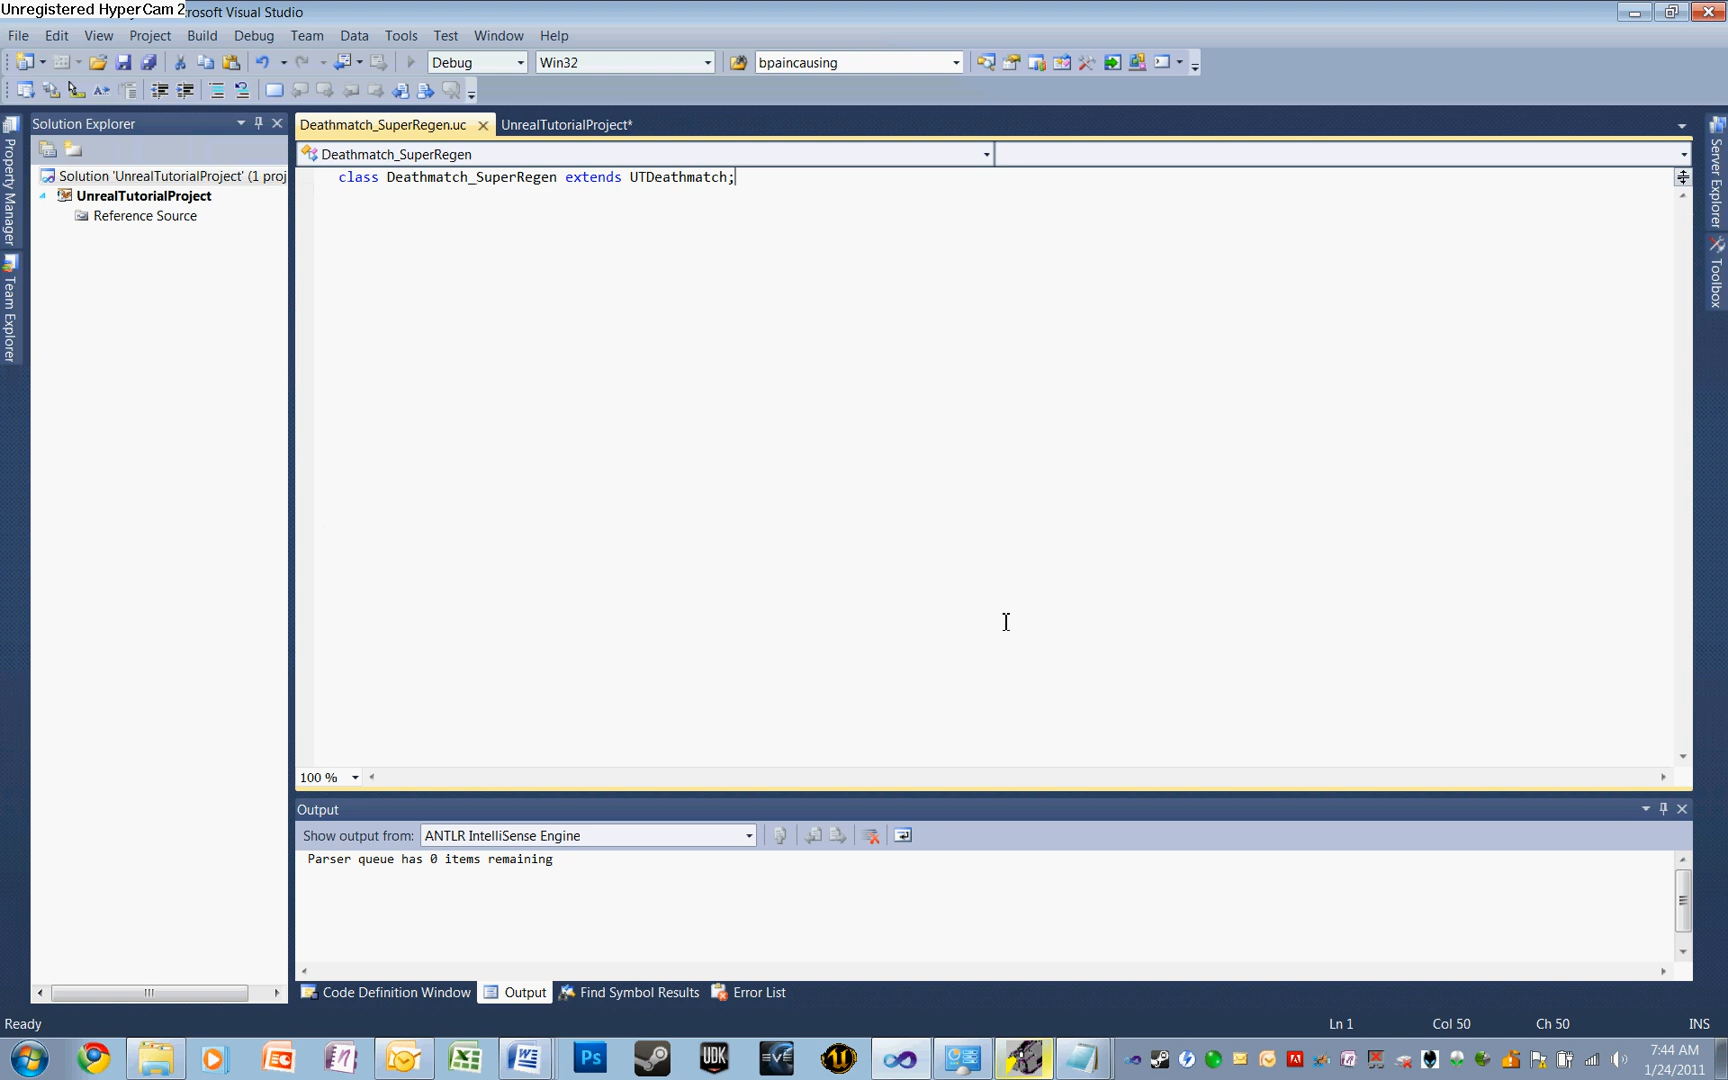 Unregistered HyperCam 2
rosoft Visual Studio
File Edit View Project Build Debug Team Data Tools Test Window Help
Debug Win32 bpaincausing
Solution Explorer
Deathmatch_SuperRegen.uc
UnrealTutorialProject*
Deathmatch_SuperRegen
Solution 'UnrealTutorialProject' (1 proj
UnrealTutorialProject
Reference Source
class Deathmatch_SuperRegen extends UTDeathmatch;
Property Manager
Team Explorer
Server Explorer
Toolbox
100 %
Output
Show output from: ANTLR IntelliSense Engine
Parser queue has 0 items remaining
Code Definition Window Output Find Symbol Results Error List
Ready Ln 1 Col 50 Ch 50 INS
Ps UDK EVE
7:44 AM
1/24/2011